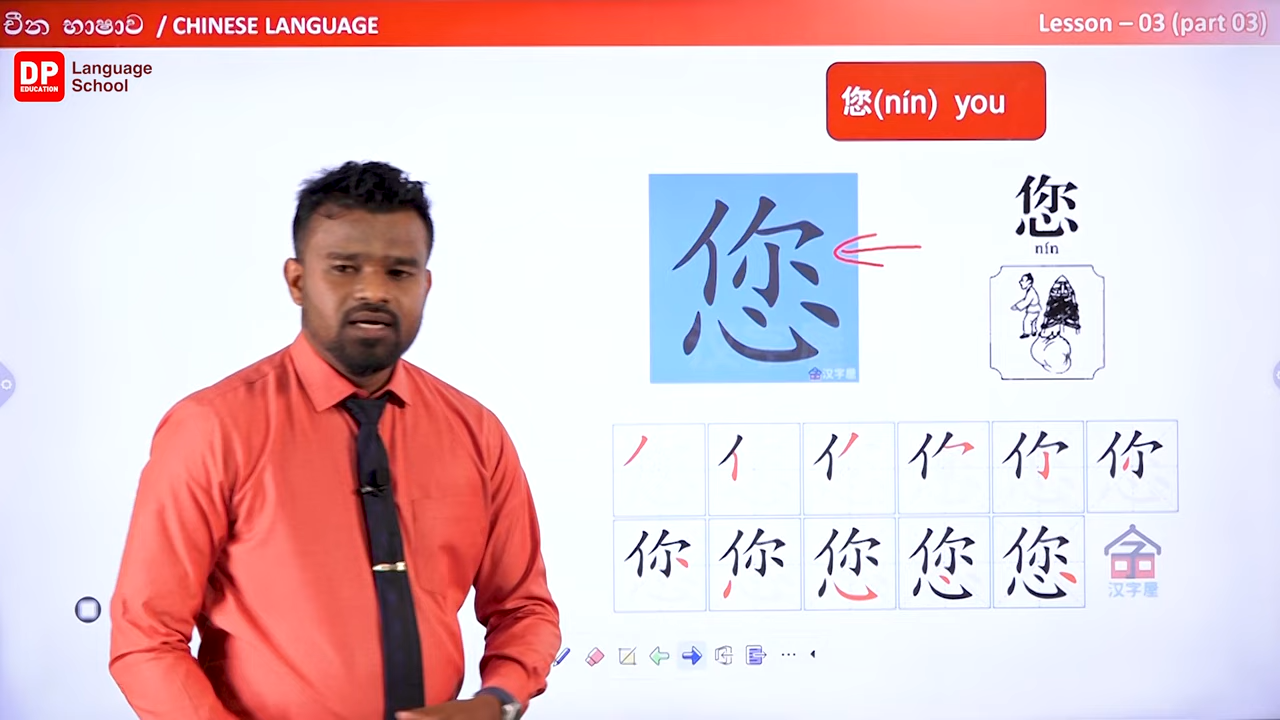 චීන භාෂාව / CHINESE LANGUAGE
Lesson – 03 (part 03)
DP
EDUCATION
Language
School
您(nín) you
您
汉字屋
您
nín
汉字屋